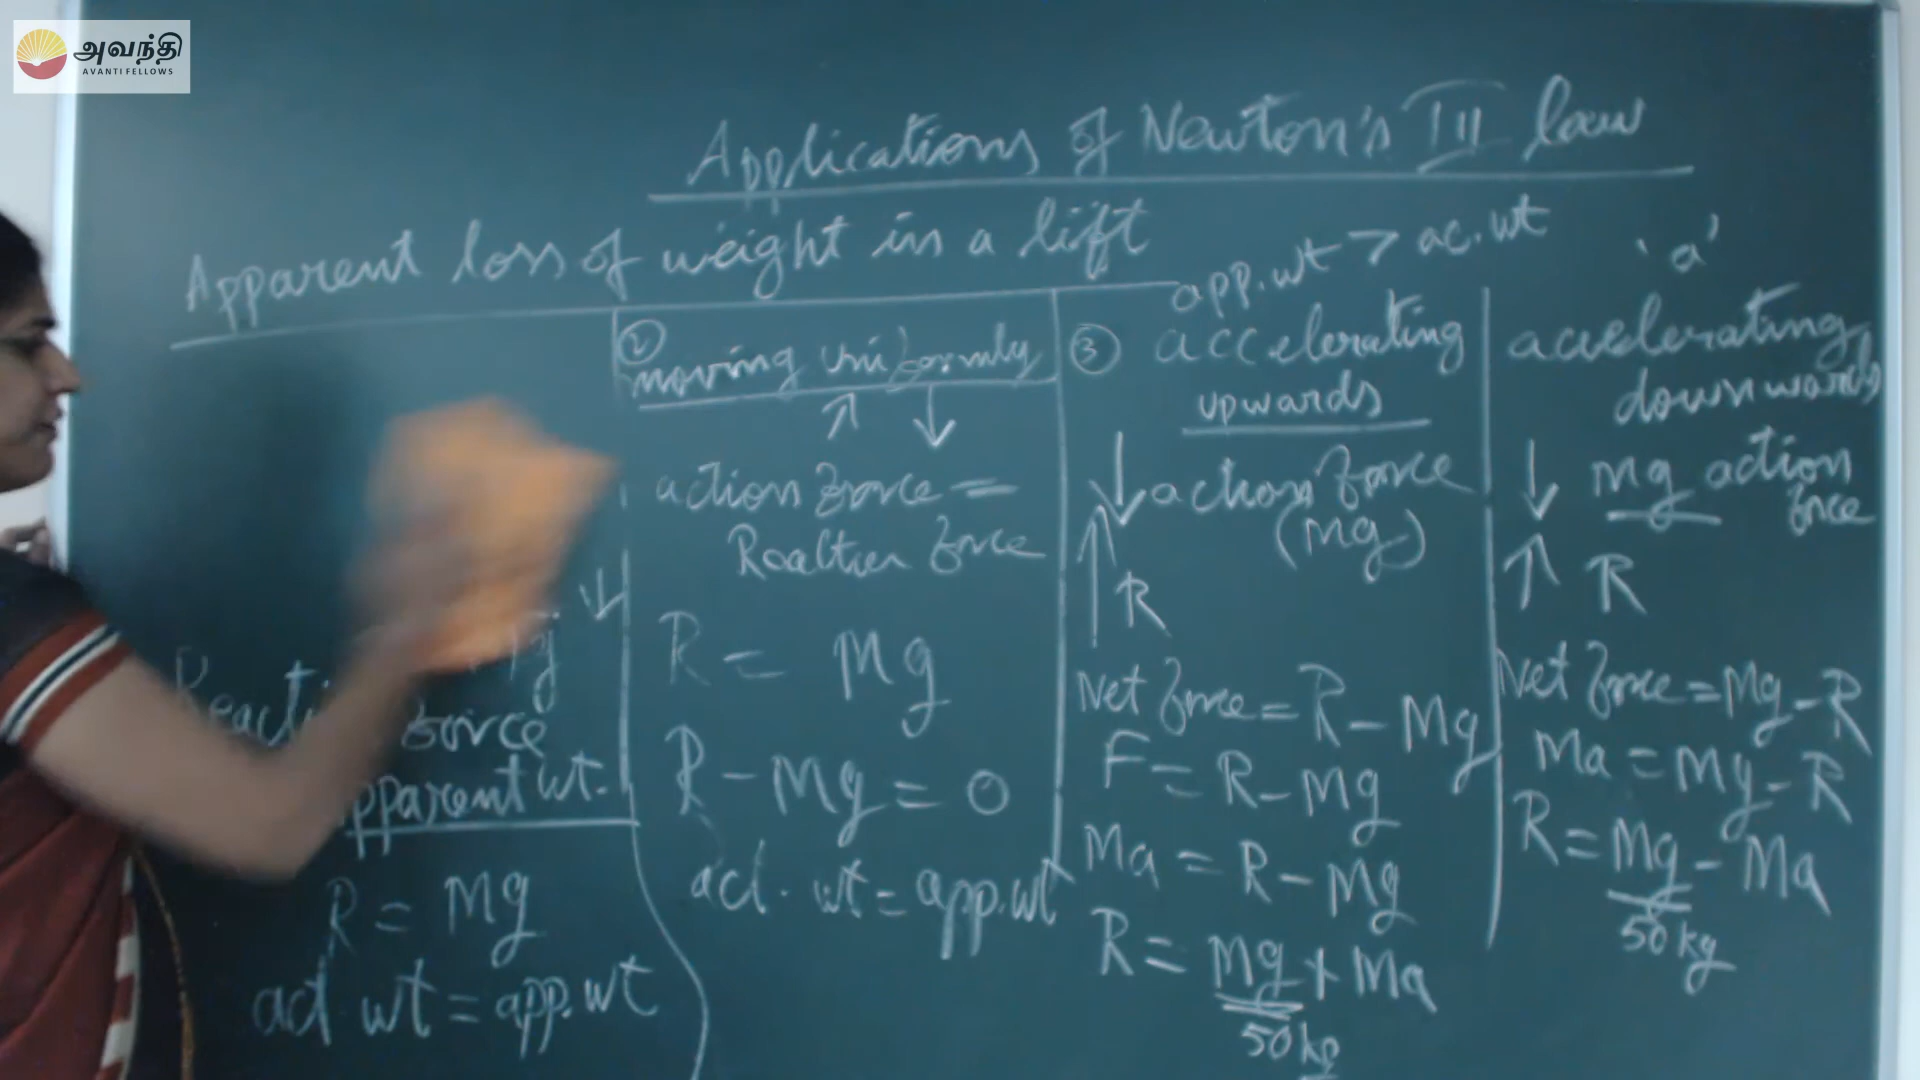 அவந்தி
AVANTI FELLOWS
Applications of Newton's III law
Apparent loss of weight in a lift
force
apparent wt.
R = Mg
act wt = app.wt
②
moving uniformly
action force =
force
R = Mg
R - Mg = 0
act. wt = app.wt
app.wt > ac.wt
③ accelerating
upwards
action force
(Mg)
R
Net force = R - Mg
F = R - Mg
Ma = R - Mg
R = Mg + Ma
50 kg
'a'
accelerating
downwards
Mg action
force
R
Net force = Mg - R
Ma = Mg - R
R = Mg - Ma
50 kg